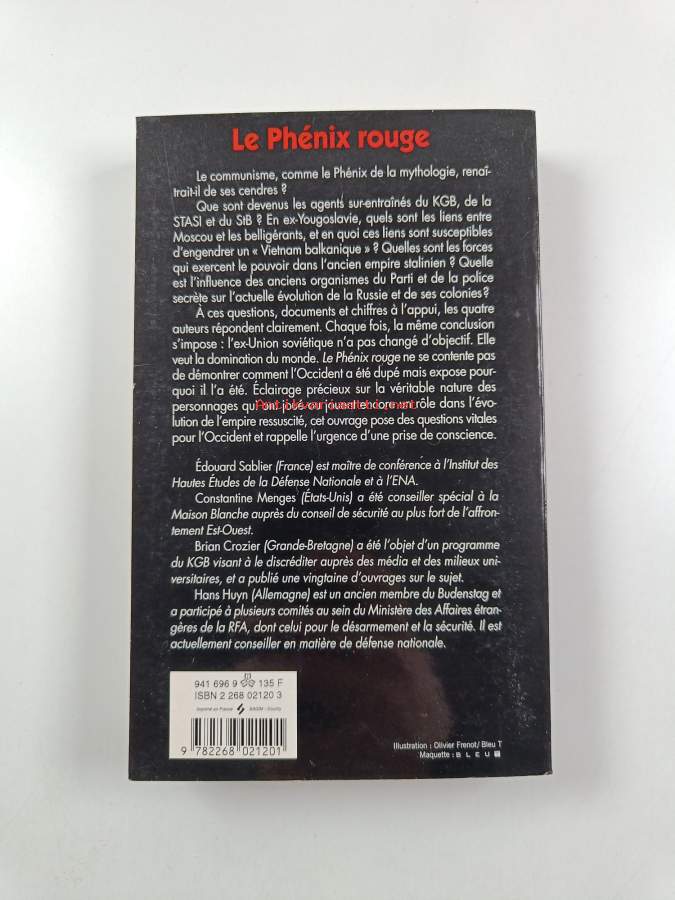 Le Phénix rouge
Le communisme, comme le Phénix de la mythologie, renaî-
trait-il de ses cendres ?
Que sont devenus les agents sur-entraînés du KGB, de la
STASI et du StB ? En ex-Yougoslavie, quels sont les liens entre
Moscou et les belligérants, et en quoi ces liens sont susceptibles
d'engendrer un « Vietnam balkanique » ? Quelles sont les forces
qui exercent le pouvoir dans l'ancien empire stalinien ? Quelle
est l'influence des anciens organismes du Parti et de la police
secrète sur l'actuelle évolution de la Russie et de ses colonies ?
À ces questions, documents et chiffres à l'appui, les quatre
auteurs répondent clairement. Chaque fois, la même conclusion
s'impose : l'ex-Union soviétique n'a pas changé d'objectif. Elle
veut la domination du monde. Le Phénix rouge ne se contente pas
de démontrer comment l'Occident a été dupé mais expose pour-
quoi il l'a été. Éclairage précieux sur la véritable nature des
personnages qui ont joué ou jouent encore un rôle dans l'évo-
lution de l'empire ressuscité, cet ouvrage pose des questions vitales
pour l'Occident et rappelle l'urgence d'une prise de conscience.
Édouard Sablier (France) est maître de conférence à l'Institut des
Hautes Études de la Défense Nationale et à l'ENA.
Constantine Menges (États-Unis) a été conseiller spécial à la
Maison Blanche auprès du conseil de sécurité au plus fort de l'affron-
tement Est-Ouest.
Brian Crozier (Grande-Bretagne) a été l'objet d'un programme
du KGB visant à le discréditer auprès des média et des milieux uni-
versitaires, et a publié une vingtaine d'ouvrages sur le sujet.
Hans Huyn (Allemagne) est un ancien membre du Budenstag et
a participé à plusieurs comités au sein du Ministère des Affaires étran-
gères de la RFA, dont celui pour le désarmement et la sécurité. Il est
actuellement conseiller en matière de défense nationale.
941 696 9 135 F
ISBN 2 268 02120 3
Imprimé en France
9 782268 021201
Illustration : Olivier Frenot/ Bleu T
Maquette : BLEU T